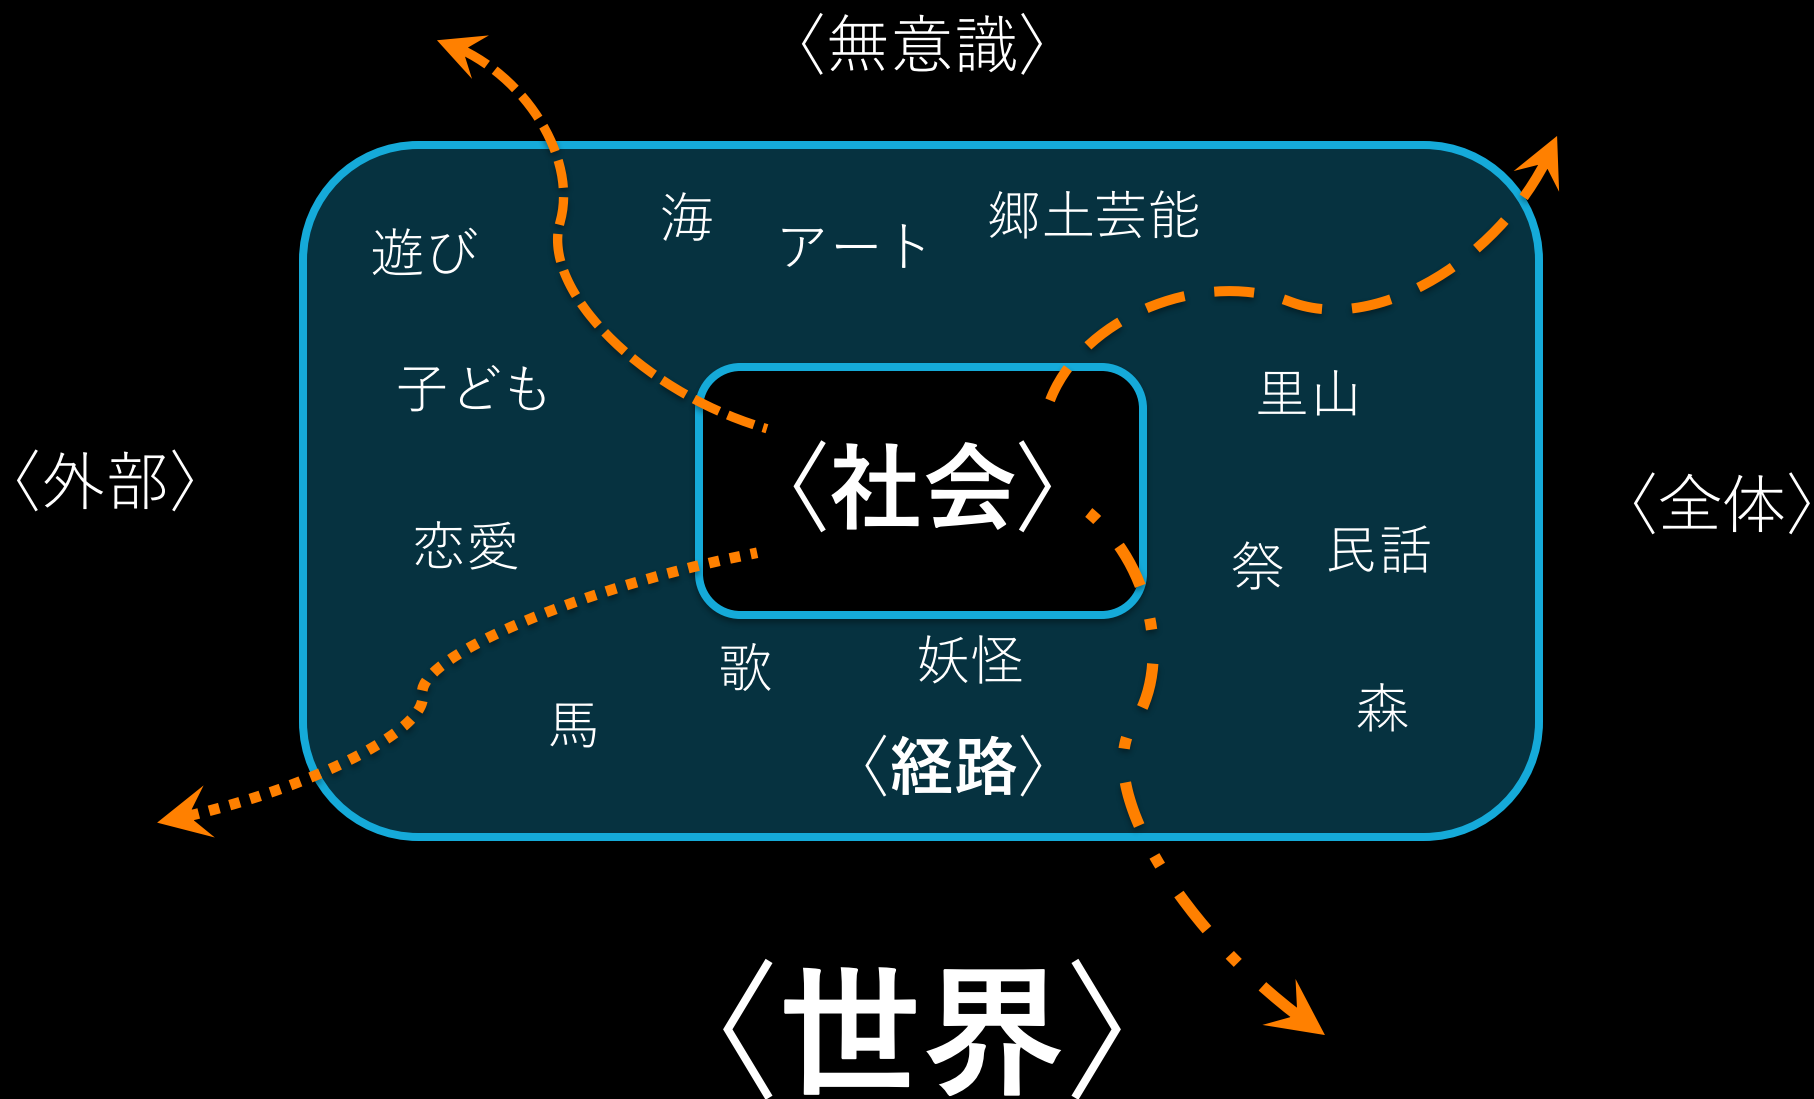 〈無意識〉
遊び
海
アート
郷土芸能
子ども
里山
〈外部〉
〈社会〉
〈全体〉
恋愛
祭
民話
歌
妖怪
馬
森
〈経路〉
〈世界〉